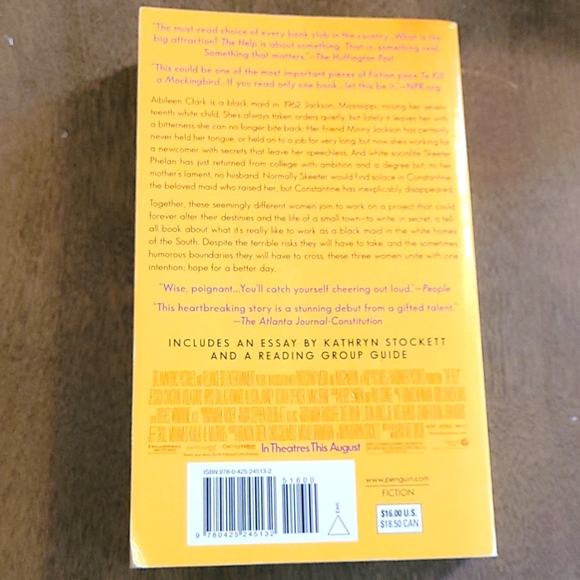 "The must-read choice of every book club in the country...What is the
big attraction? The Help is about something. That is, something real.
Something that matters."—The Huffington Post
"This could be one of the most important pieces of fiction since To Kill
a Mockingbird...If you read only one book...let this be it."—NPR.org
Aibileen Clark is a black maid in 1962 Jackson, Mississippi, raising her seven-
teenth white child. She's always taken orders quietly, but lately it leaves her with
a bitterness she can no longer bite back. Her friend Minny Jackson has certainly
never held her tongue, or held on to a job for very long, but now she's working for
a newcomer with secrets that leave her speechless. And white socialite Skeeter
Phelan has just returned from college with ambition and a degree but, to her
mother's lament, no husband. Normally Skeeter would find solace in Constantine,
the beloved maid who raised her, but Constantine has inexplicably disappeared.
Together, these seemingly different women join to work on a project that could
forever alter their destinies and the life of a small town—to write, in secret, a tell-
all book about what it's really like to work as a black maid in the white homes
of the South. Despite the terrible risks they will have to take, and the sometimes
humorous boundaries they will have to cross, these three women unite with one
intention: hope for a better day.
"Wise, poignant...You'll catch yourself cheering out loud."—People
"This heartbreaking story is a stunning debut from a gifted talent."
—The Atlanta Journal-Constitution
INCLUDES AN ESSAY BY KATHRYN STOCKETT
AND A READING GROUP GUIDE
In Theatres This August
ISBN 978-0-425-24513-2
51600
9 780425 245132
EAN
www.penguin.com
FICTION
$16.00 U.S.
$18.50 CAN